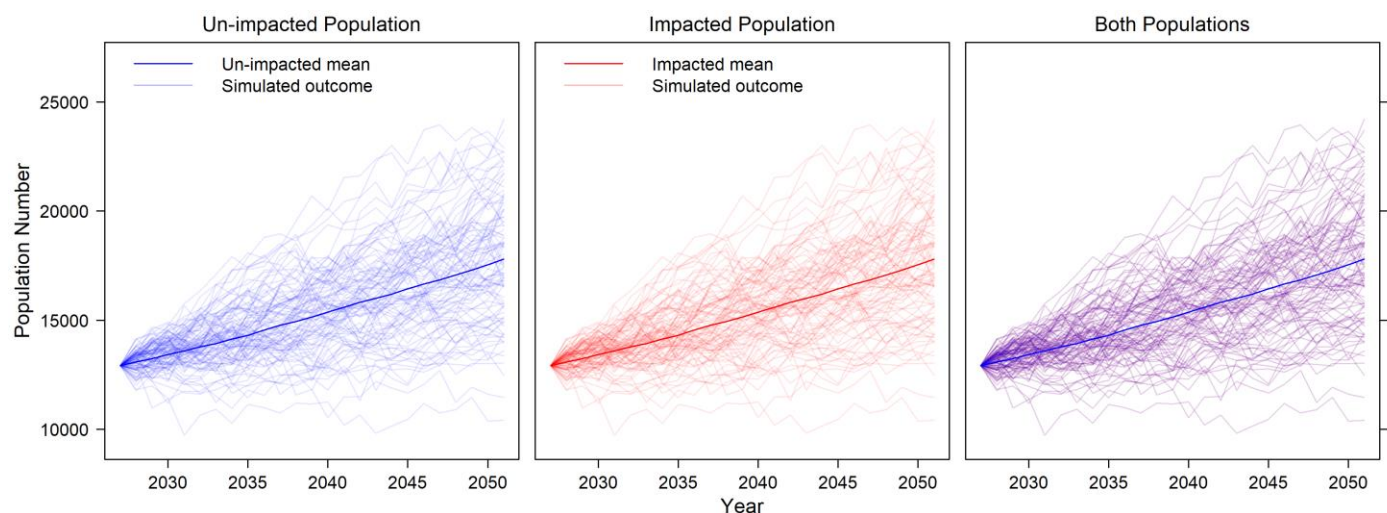 Un-impacted Population
Impacted Population
Both Populations
Un-impacted mean
Simulated outcome
Impacted mean
Simulated outcome
Population Number
25000
20000
15000
10000
2030 2035 2040 2045 2050
2030 2035 2040 2045 2050
2030 2035 2040 2045 2050
Year